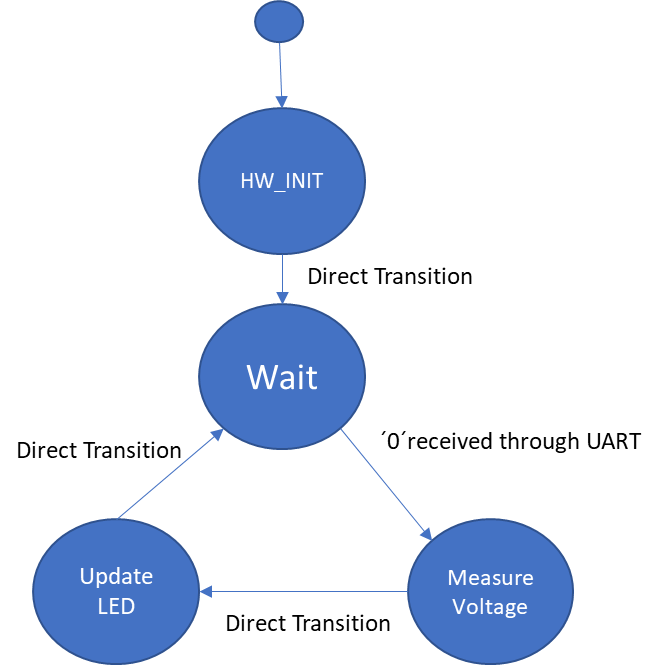 HW_INIT
Direct Transition
Wait
Direct Transition
´0´received through UART
Update
LED
Measure
Voltage
Direct Transition